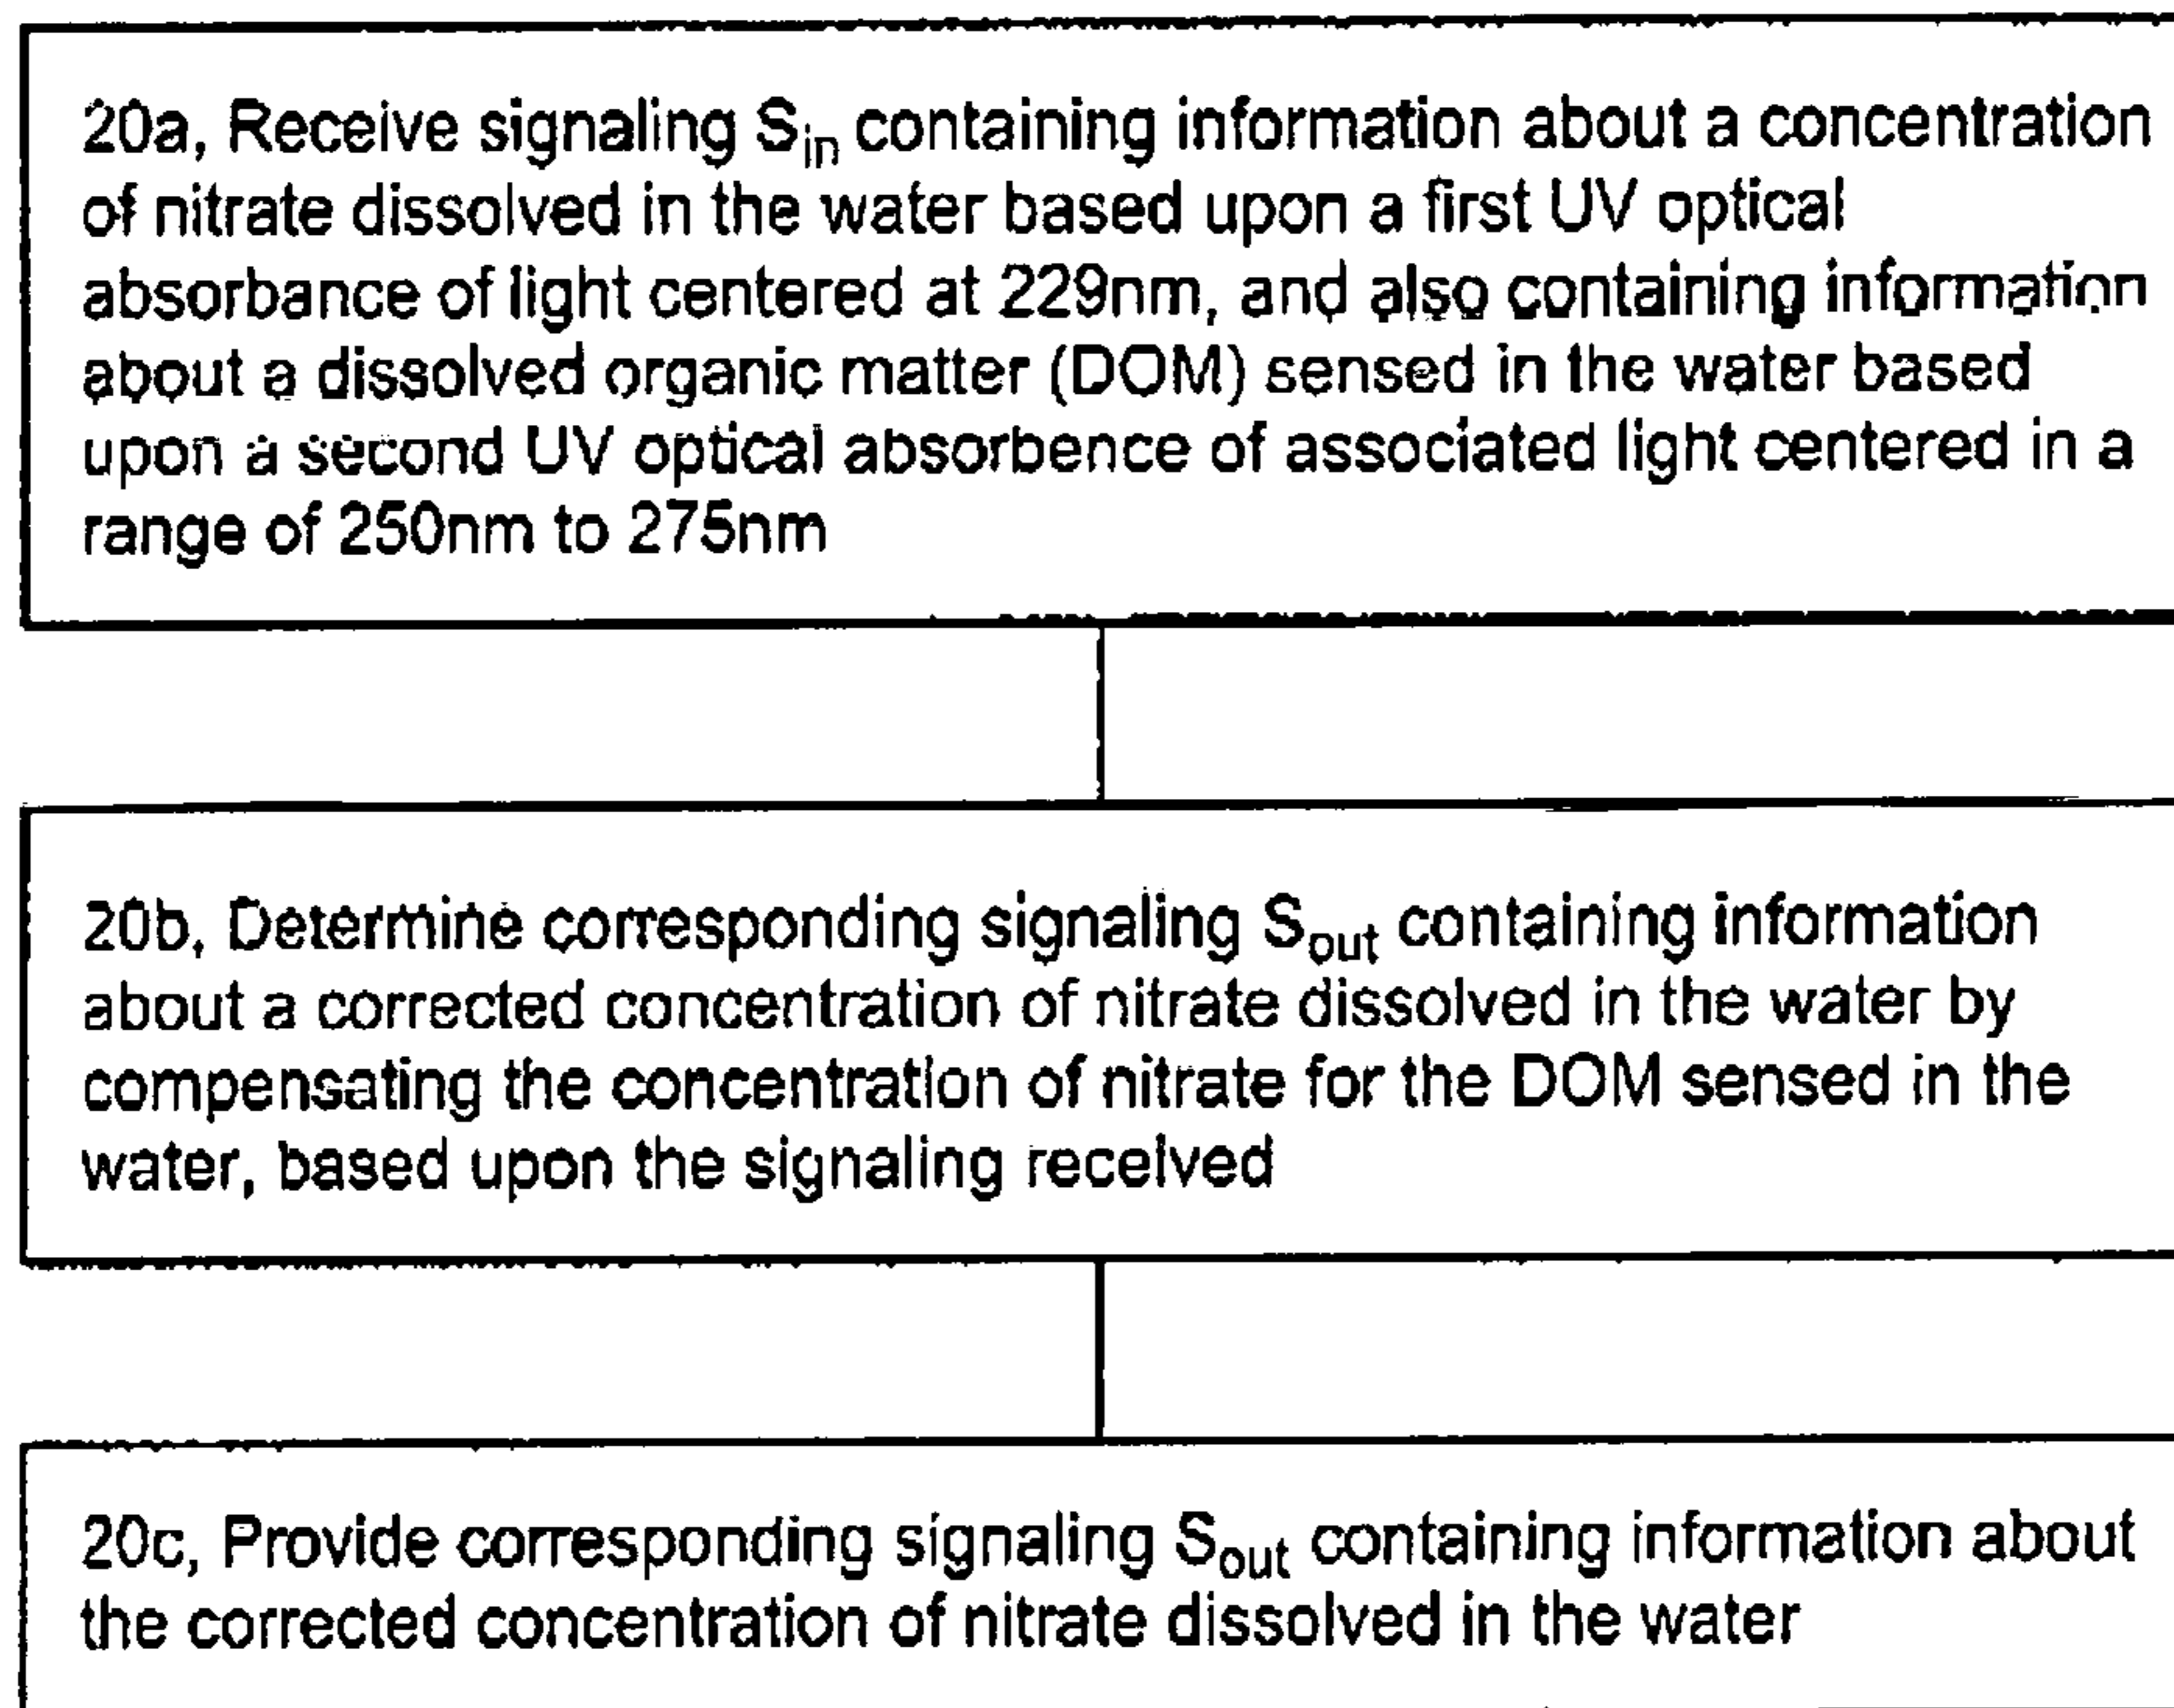 20a, Receive signaling Sin containing information about a concentration
of nitrate dissolved in the water based upon a first UV optical
absorbance of light centered at 229nm, and also containing information
about a dissolved organic matter (DOM) sensed in the water based
upon a second UV optical absorbence of associated light centered in a
range of 250nm to 275nm
20b, Determine corresponding signaling Sout containing information
about a corrected concentration of nitrate dissolved in the water by
compensating the concentration of nitrate for the DOM sensed in the
water, based upon the signaling received
20c, Provide corresponding signaling Sout containing information about
the corrected concentration of nitrate dissolved in the water